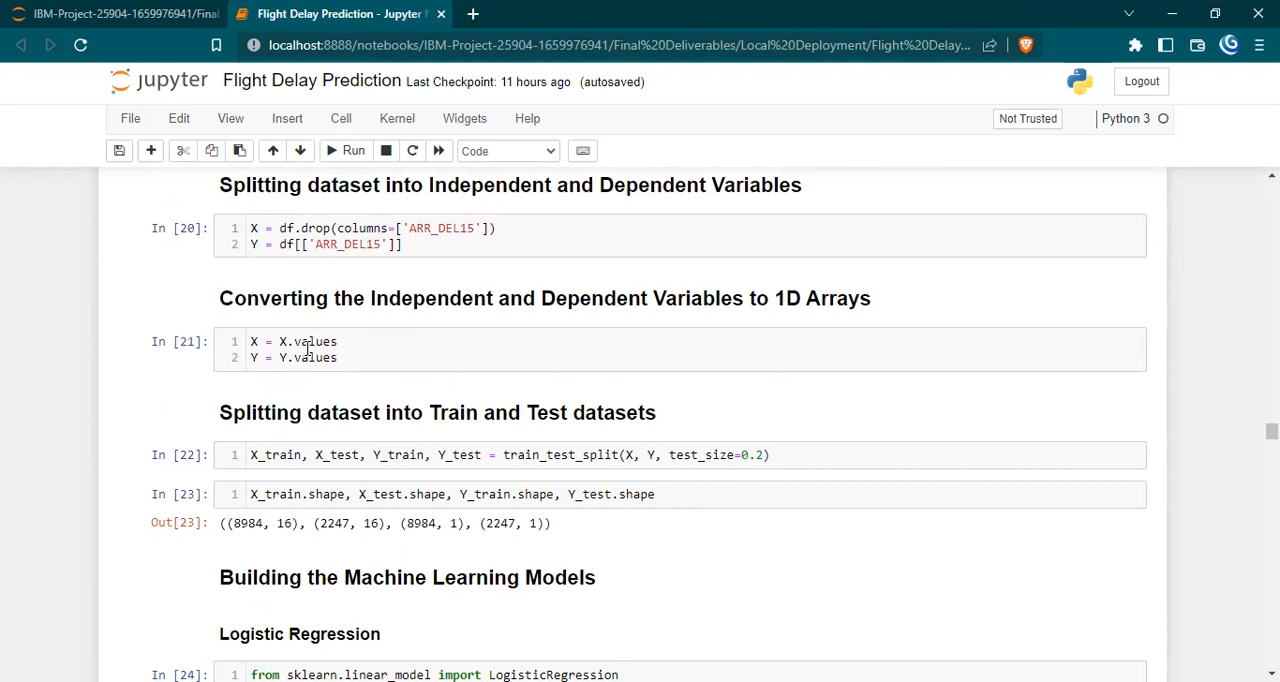 IBM-Project-25904-1659976941/Final
Flight Delay Prediction - Jupyter
localhost:8888/notebooks/IBM-Project-25904-1659976941/Final%20Deliverables/Local%20Deployment/Flight%20Delay...
jupyter Flight Delay Prediction Last Checkpoint: 11 hours ago (autosaved)
Logout
File Edit View Insert Cell Kernel Widgets Help
Not Trusted
Python 3
Run
Code
Splitting dataset into Independent and Dependent Variables
In [20]: 1 X = df.drop(columns=['ARR_DEL15'])
2 Y = df[['ARR_DEL15']]
Converting the Independent and Dependent Variables to 1D Arrays
In [21]: 1 X = X.values
2 Y = Y.values
Splitting dataset into Train and Test datasets
In [22]: 1 X_train, X_test, Y_train, Y_test = train_test_split(X, Y, test_size=0.2)
In [23]: 1 X_train.shape, X_test.shape, Y_train.shape, Y_test.shape
Out[23]: ((8984, 16), (2247, 16), (8984, 1), (2247, 1))
Building the Machine Learning Models
Logistic Regression
In [24]: 1 from sklearn.linear_model import LogisticRegression